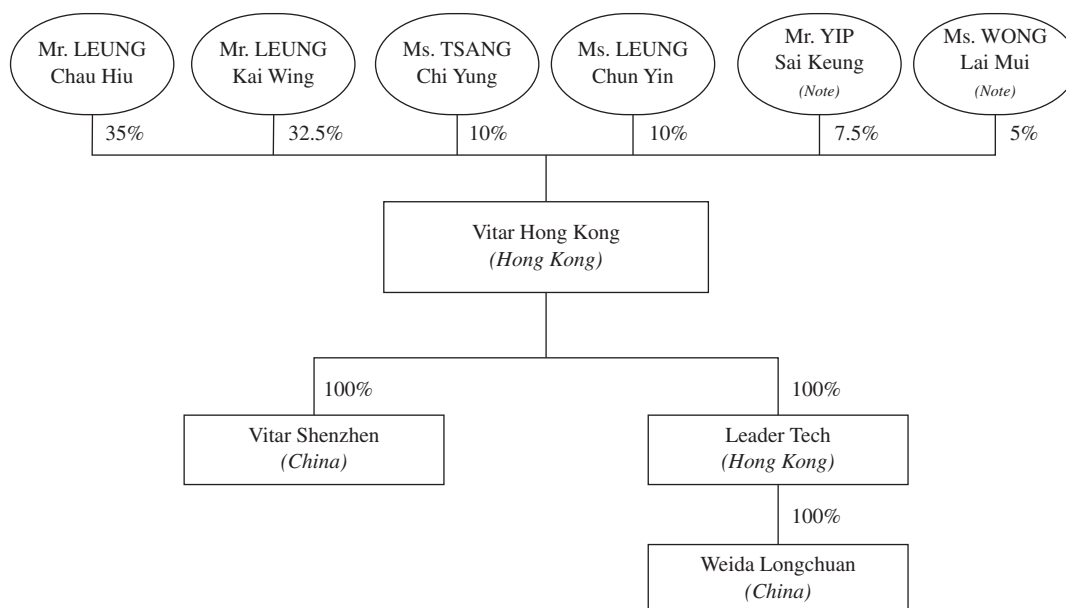 Mr. LEUNG
Chau Hiu
Mr. LEUNG
Kai Wing
Ms. TSANG
Chi Yung
Ms. LEUNG
Chun Yin
Mr. YIP
Sai Keung
(Note)
Ms. WONG
Lai Mui
(Note)
35%
32.5%
10%
10%
7.5%
5%
Vitar Hong Kong
(Hong Kong)
100%
100%
Vitar Shenzhen
(China)
Leader Tech
(Hong Kong)
100%
Weida Longchuan
(China)